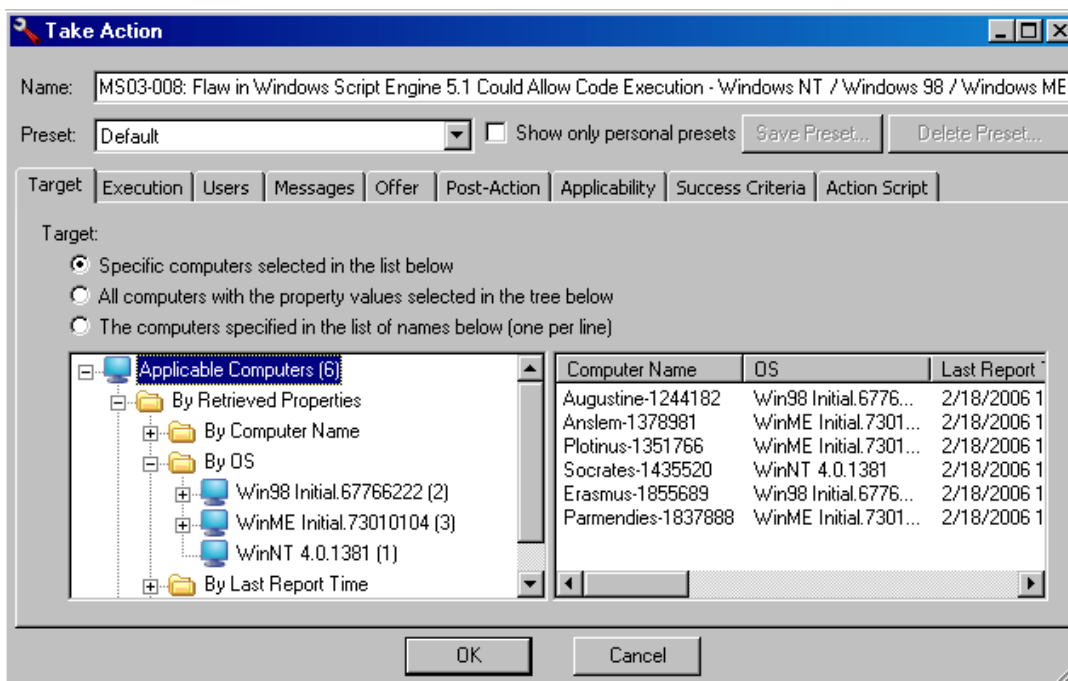 Take Action
Name: MS03-008: Flaw in Windows Script Engine 5.1 Could Allow Code Execution - Windows NT / Windows 98 / Windows ME
Preset: Default Show only personal presets Save Preset... Delete Preset...
Target Execution Users Messages Offer Post-Action Applicability Success Criteria Action Script
Target:
Specific computers selected in the list below
All computers with the property values selected in the tree below
The computers specified in the list of names below (one per line)
Applicable Computers (6)
By Retrieved Properties
By Computer Name
By OS
Win98 Initial.67766222 (2)
WinME Initial.73010104 (3)
WinNT 4.0.1381 (1)
By Last Report Time
Computer Name OS Last Report
Augustine-1244182 Win98 Initial.6776... 2/18/2006 1
Anslem-1378981 WinME Initial.7301... 2/18/2006 1
Plotinus-1351766 WinME Initial.7301... 2/18/2006 1
Socrates-1435520 WinNT 4.0.1381 2/18/2006 1
Erasmus-1855689 Win98 Initial.6776... 2/18/2006 1
Parmendies-1837888 WinME Initial.7301... 2/18/2006 1
OK Cancel